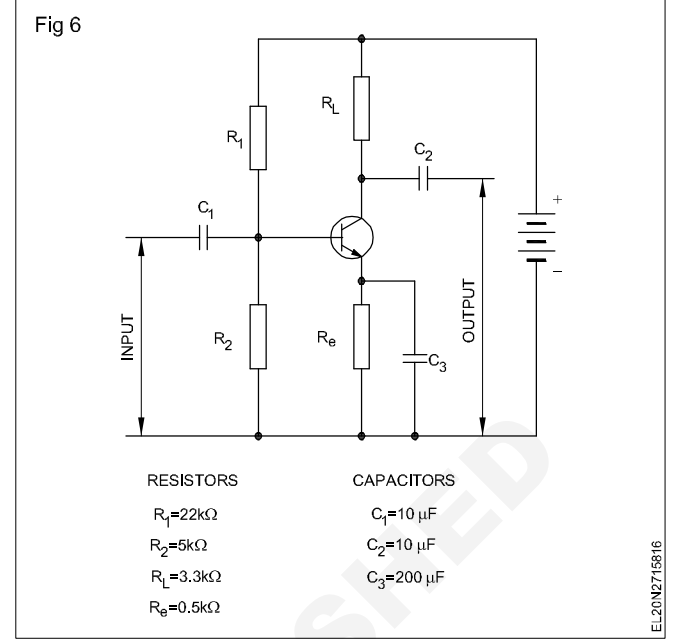 Fig 6
R1
RL
C2
C1
+
−
INPUT
R2
Re
C3
OUTPUT
RESISTORS
R1=22kΩ
R2=5kΩ
RL=3.3kΩ
Re=0.5kΩ
CAPACITORS
C1=10 µF
C2=10 µF
C3=200 µF
EL20N2715816
SHED